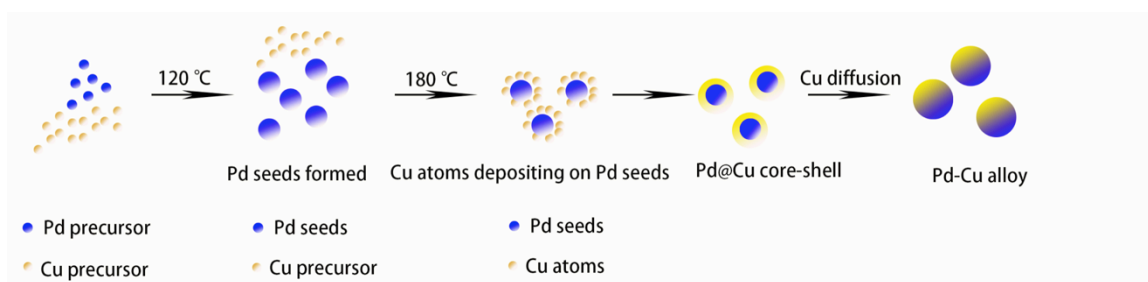 120 °C
180 °C
Cu diffusion
Pd seeds formed
Cu atoms depositing on Pd seeds
Pd@Cu core-shell
Pd-Cu alloy
Pd precursor
Pd seeds
Pd seeds
Cu precursor
Cu precursor
Cu atoms